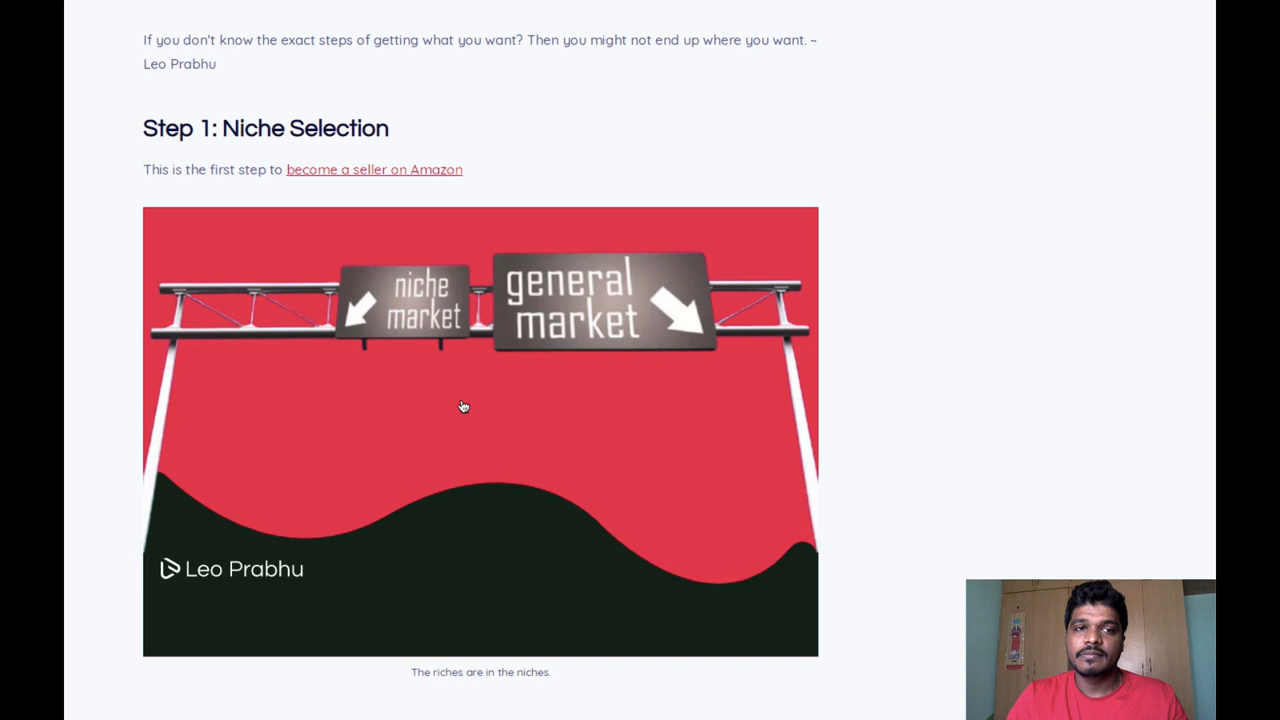 If you don't know the exact steps of getting what you want? Then you might not end up where you want. ~
Leo Prabhu
Step 1: Niche Selection
This is the first step to become a seller on Amazon
niche
market
general
market
Leo Prabhu
The riches are in the niches.